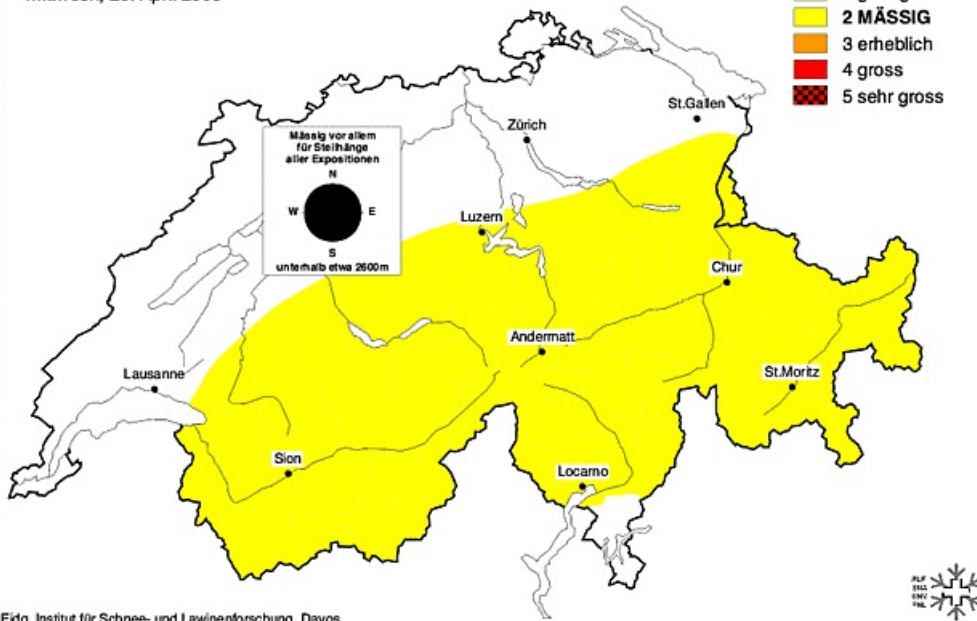 2 MÄSSIG
3 erheblich
4 gross
5 sehr gross
St.Gallen
Zürich
Mässig vor allem
für Steilhänge
aller Expositionen
N
W E
S
unterhalb etwa 2600m
Luzern
Chur
Andermatt
Lausanne
St.Moritz
Sion
Locarno
SLF
Eidg. Institut für Schnee- und Lawinenforschung, Davos